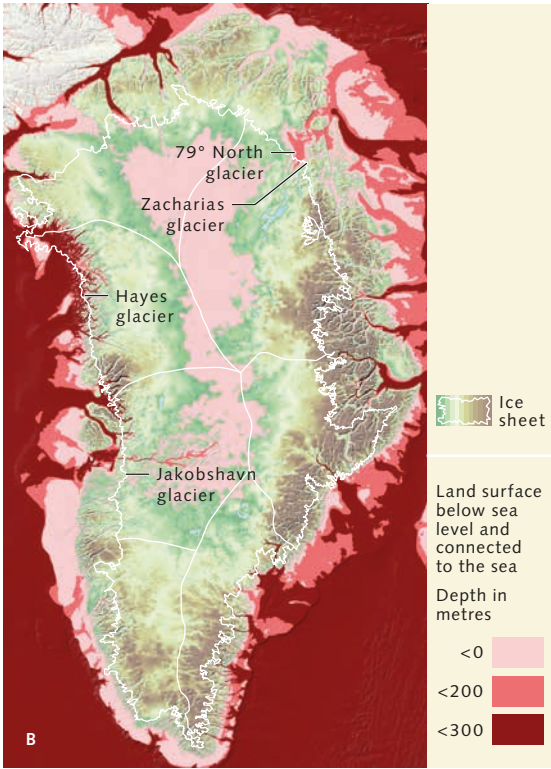 79° North
glacier
Zacharias
glacier
Hayes
glacier
Jakobshavn
glacier
B
Ice
sheet
Land surface
below sea
level and
connected
to the sea
Depth in
metres
<0
<200
<300